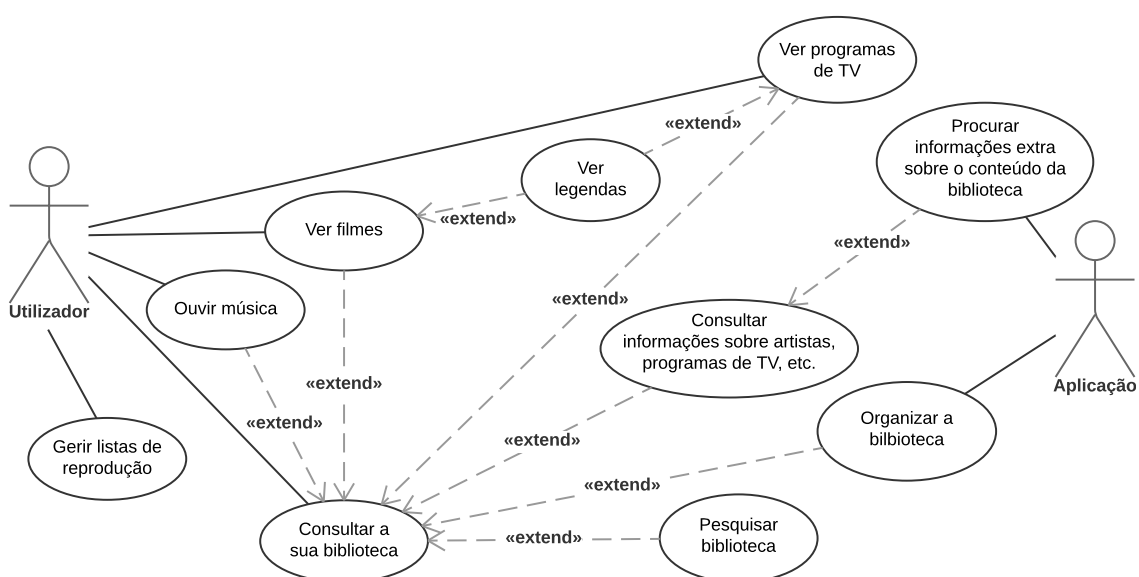 Ver programas
de TV
«extend»
Procurar
informações extra
sobre o conteúdo da
biblioteca
Ver
legendas
«extend»
Ver filmes
«extend»
Utilizador
Ouvir música
«extend»
Consultar
informações sobre artistas,
programas de TV, etc.
Aplicação
«extend»
«extend»
Organizar a
bilbioteca
«extend»
Gerir listas de
reprodução
«extend»
Consultar a
sua biblioteca
«extend»
Pesquisar
biblioteca